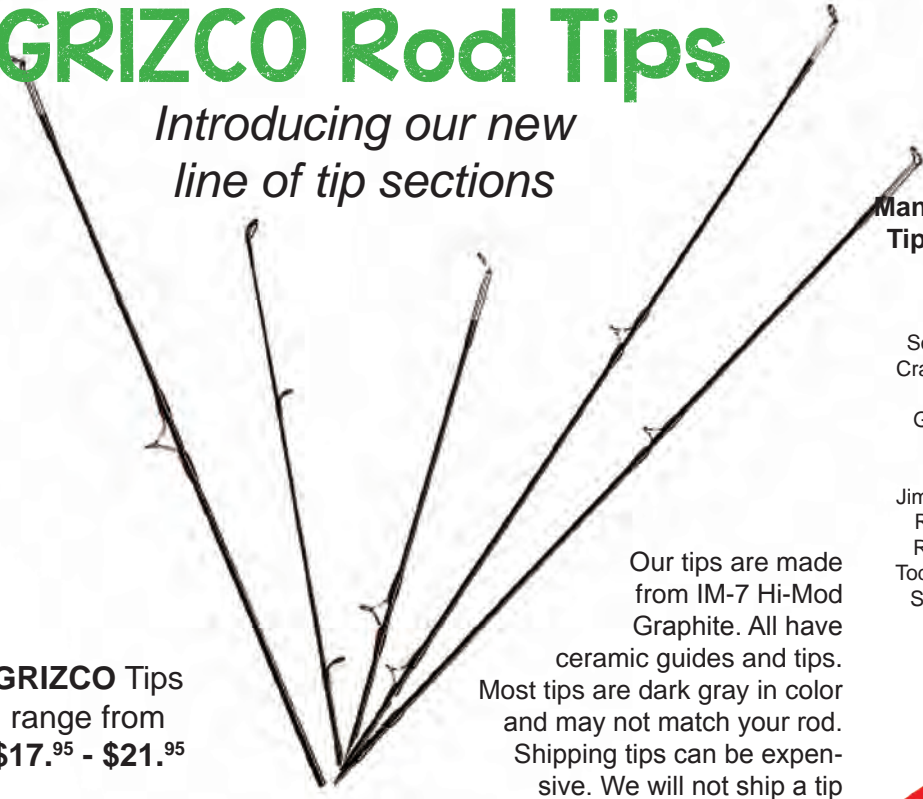 GRIZCO Rod Tips
Introducing our new
line of tip sections
Our tips are made
from IM-7 Hi-Mod
Graphite. All have
ceramic guides and tips.
Most tips are dark gray in color
and may not match your rod.
Shipping tips can be expen-
sive. We will not ship a tip
GRIZCO Tips
range from
$17.95 - $21.95
Tip
Jim